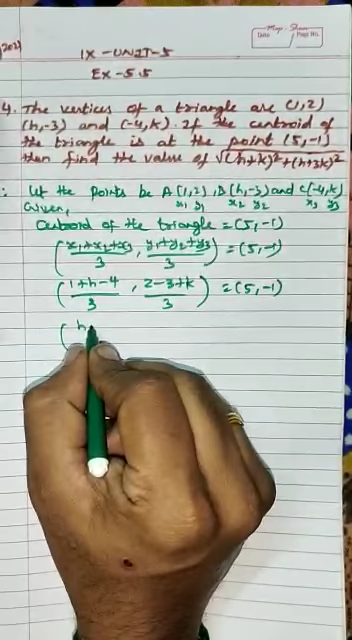 IX - UNIT - 5
Date
Page No.
EX - 5.5
4. The vertices of a triangle are (1,2)
(h,-3) and (-4,k). If the centroid of
the triangle is at the point (5,-1)
then find the value of √(h+k)²+(h+3k)²
: Let the points be A(1,2), B(h,-3) and C(-4,k)
x₁ y₁ x₂ y₂ x₃ y₃
Given,
Centroid of the triangle = (5,-1)
(x₁+x₂+x₃/3, y₁+y₂+y₃/3) = (5,-1)
(1+h-4/3, 2-3+k/3) = (5,-1)
(h